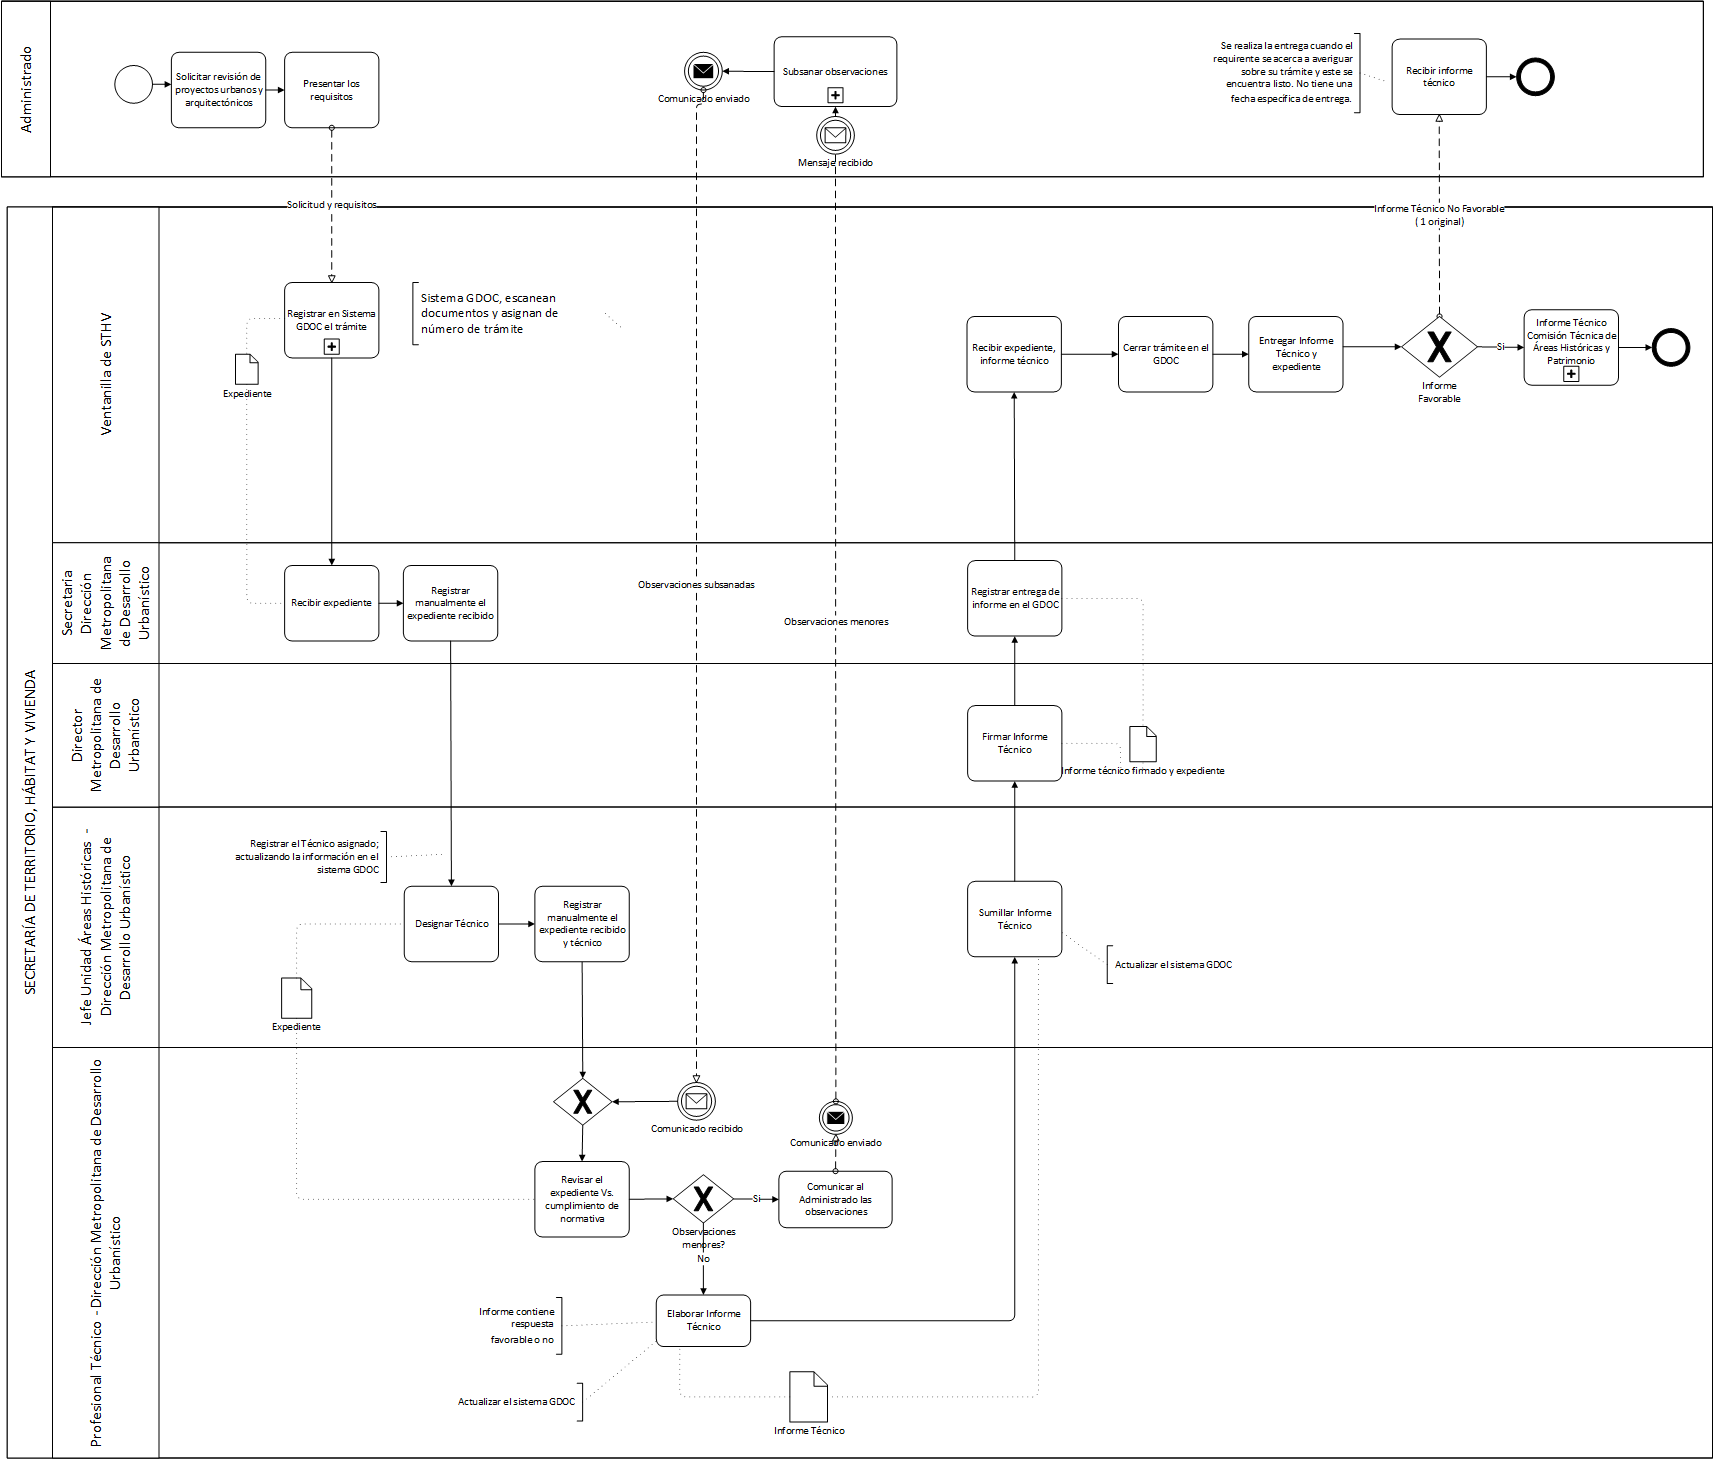 Administrado
Solicitar revisión de
proyectos urbanos y
arquitectónicos
Presentar los
requisitos
Comunicado enviado
Subsanar observaciones
Mensaje recibido
Se realiza la entrega cuando el
requirente se acerca a averiguar
sobre su trámite y este se
encuentra listo. No tiene una
fecha específica de entrega.
Recibir informe
técnico
Solicitud y requisitos
Informe Técnico No Favorable
( 1 original)
SECRETARÍA DE TERRITORIO, HÁBITAT Y VIVIENDA
Ventanilla de STHV
Registrar en Sistema
GDOC el trámite
Sistema GDOC, escanean
documentos y asignan de
número de trámite
Expediente
Recibir expediente,
informe técnico
Cerrar trámite en el
GDOC
Entregar Informe
Técnico y
expediente
Informe
Favorable
Si
Informe Técnico
Comisión Técnica de
Áreas Históricas y
Patrimonio
Secretaria
Dirección
Metropolitana
de Desarrollo
Urbanístico
Recibir expediente
Registrar
manualmente el
expediente recibido
Observaciones subsanadas
Observaciones menores
Registrar entrega de
informe en el GDOC
Director
Metropolitana de
Desarrollo
Urbanístico
Firmar Informe
Técnico
Informe técnico firmado y expediente
Jefe Unidad Áreas Históricas -
Dirección Metropolitana de
Desarrollo Urbanístico
Registrar el Técnico asignado;
actualizando la información en el
sistema GDOC
Designar Técnico
Registrar
manualmente el
expediente recibido
y técnico
Sumillar Informe
Técnico
Actualizar el sistema GDOC
Expediente
Profesional Técnico - Dirección Metropolitana de Desarrollo
Urbanístico
Comunicado recibido
Comunicado enviado
Revisar el
expediente Vs.
cumplimiento de
normativa
Observaciones
menores?
Si
No
Comunicar al
Administrado las
observaciones
Informe contiene
respuesta
favorable o no
Elaborar Informe
Técnico
Actualizar el sistema GDOC
Informe Técnico